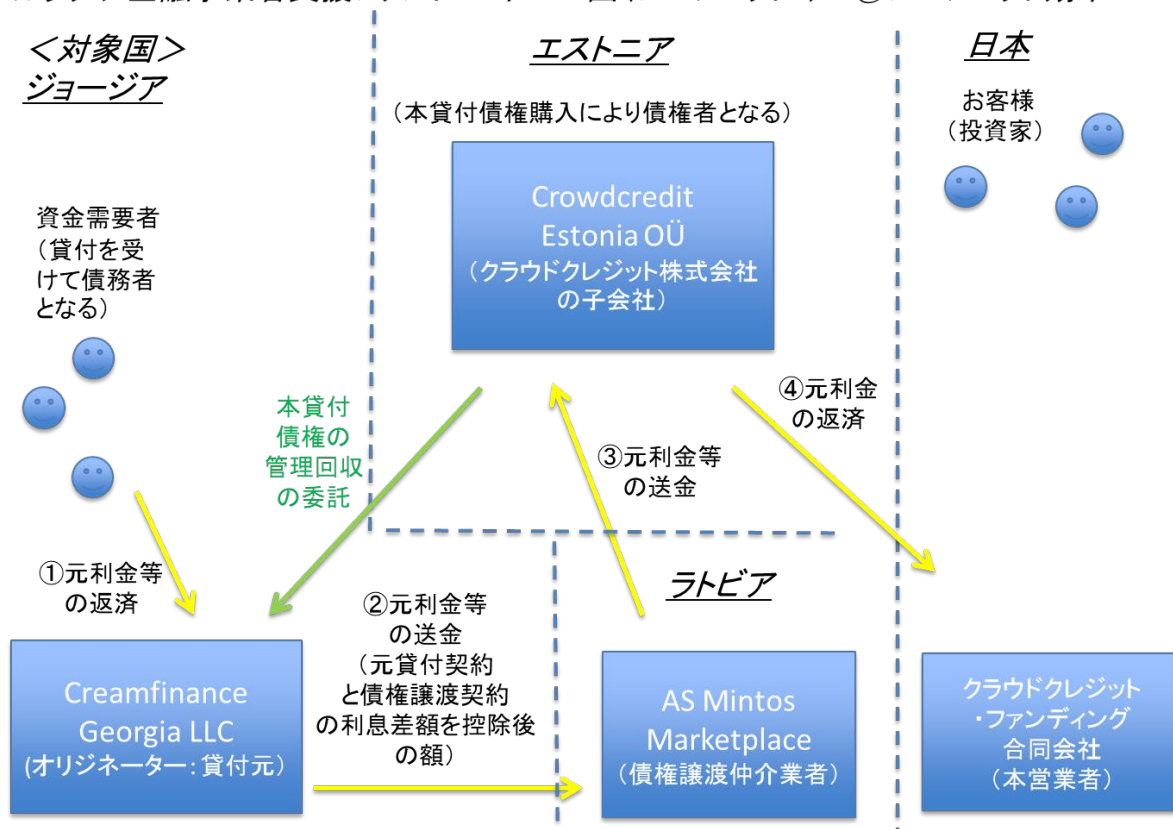 <対象国>
ジョージア
エストニア
日本
(本貸付債権購入により債権者となる)
お客様
(投資家)
Crowdcredit
Estonia OÜ
(クラウドクレジット株式会社
の子会社)
資金需要者
(貸付を受
けて債務者
となる)
本貸付
債権の
管理回収
の委託
④元利金
の返済
③元利金等
の送金
①元利金等
の返済
②元利金等
の送金
(元貸付契約
と債権譲渡契約
の利息差額を控除後
の額)
ラトビア
Creamfinance
Georgia LLC
(オリジネーター:貸付元)
AS Mintos
Marketplace
(債権譲渡仲介業者)
クラウドクレジット
・ファンディング
合同会社
(本営業者)